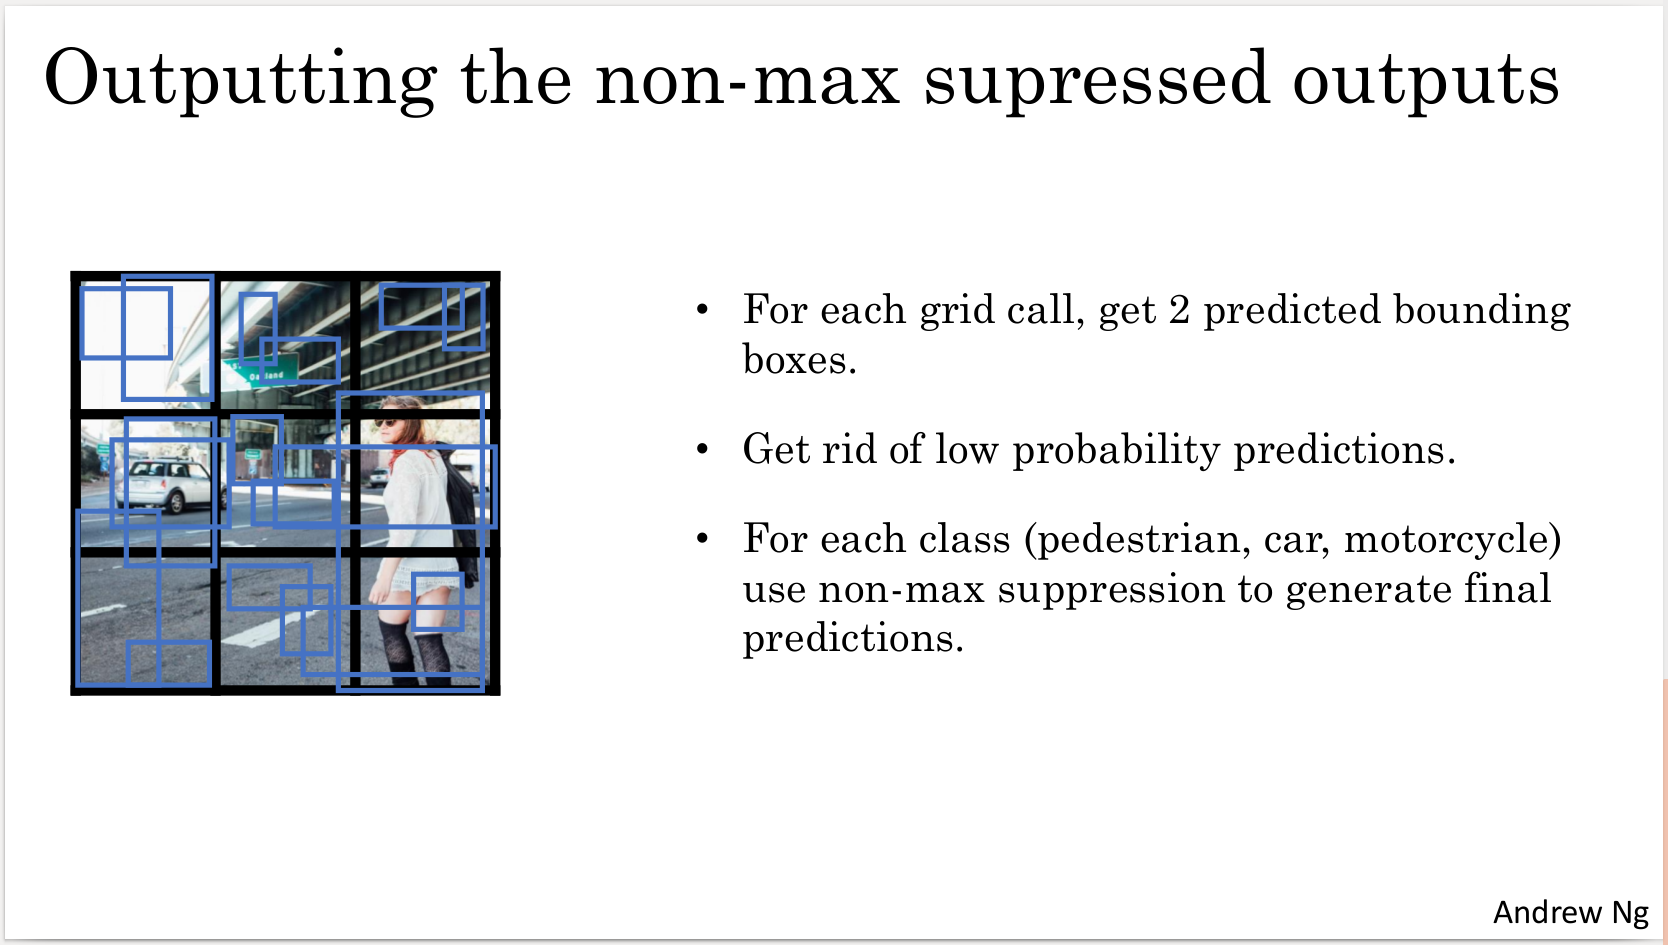 Outputting the non-max supressed outputs
• For each grid call, get 2 predicted bounding
boxes.
• Get rid of low probability predictions.
• For each class (pedestrian, car, motorcycle)
use non-max suppression to generate final
predictions.
Oakland
Andrew Ng